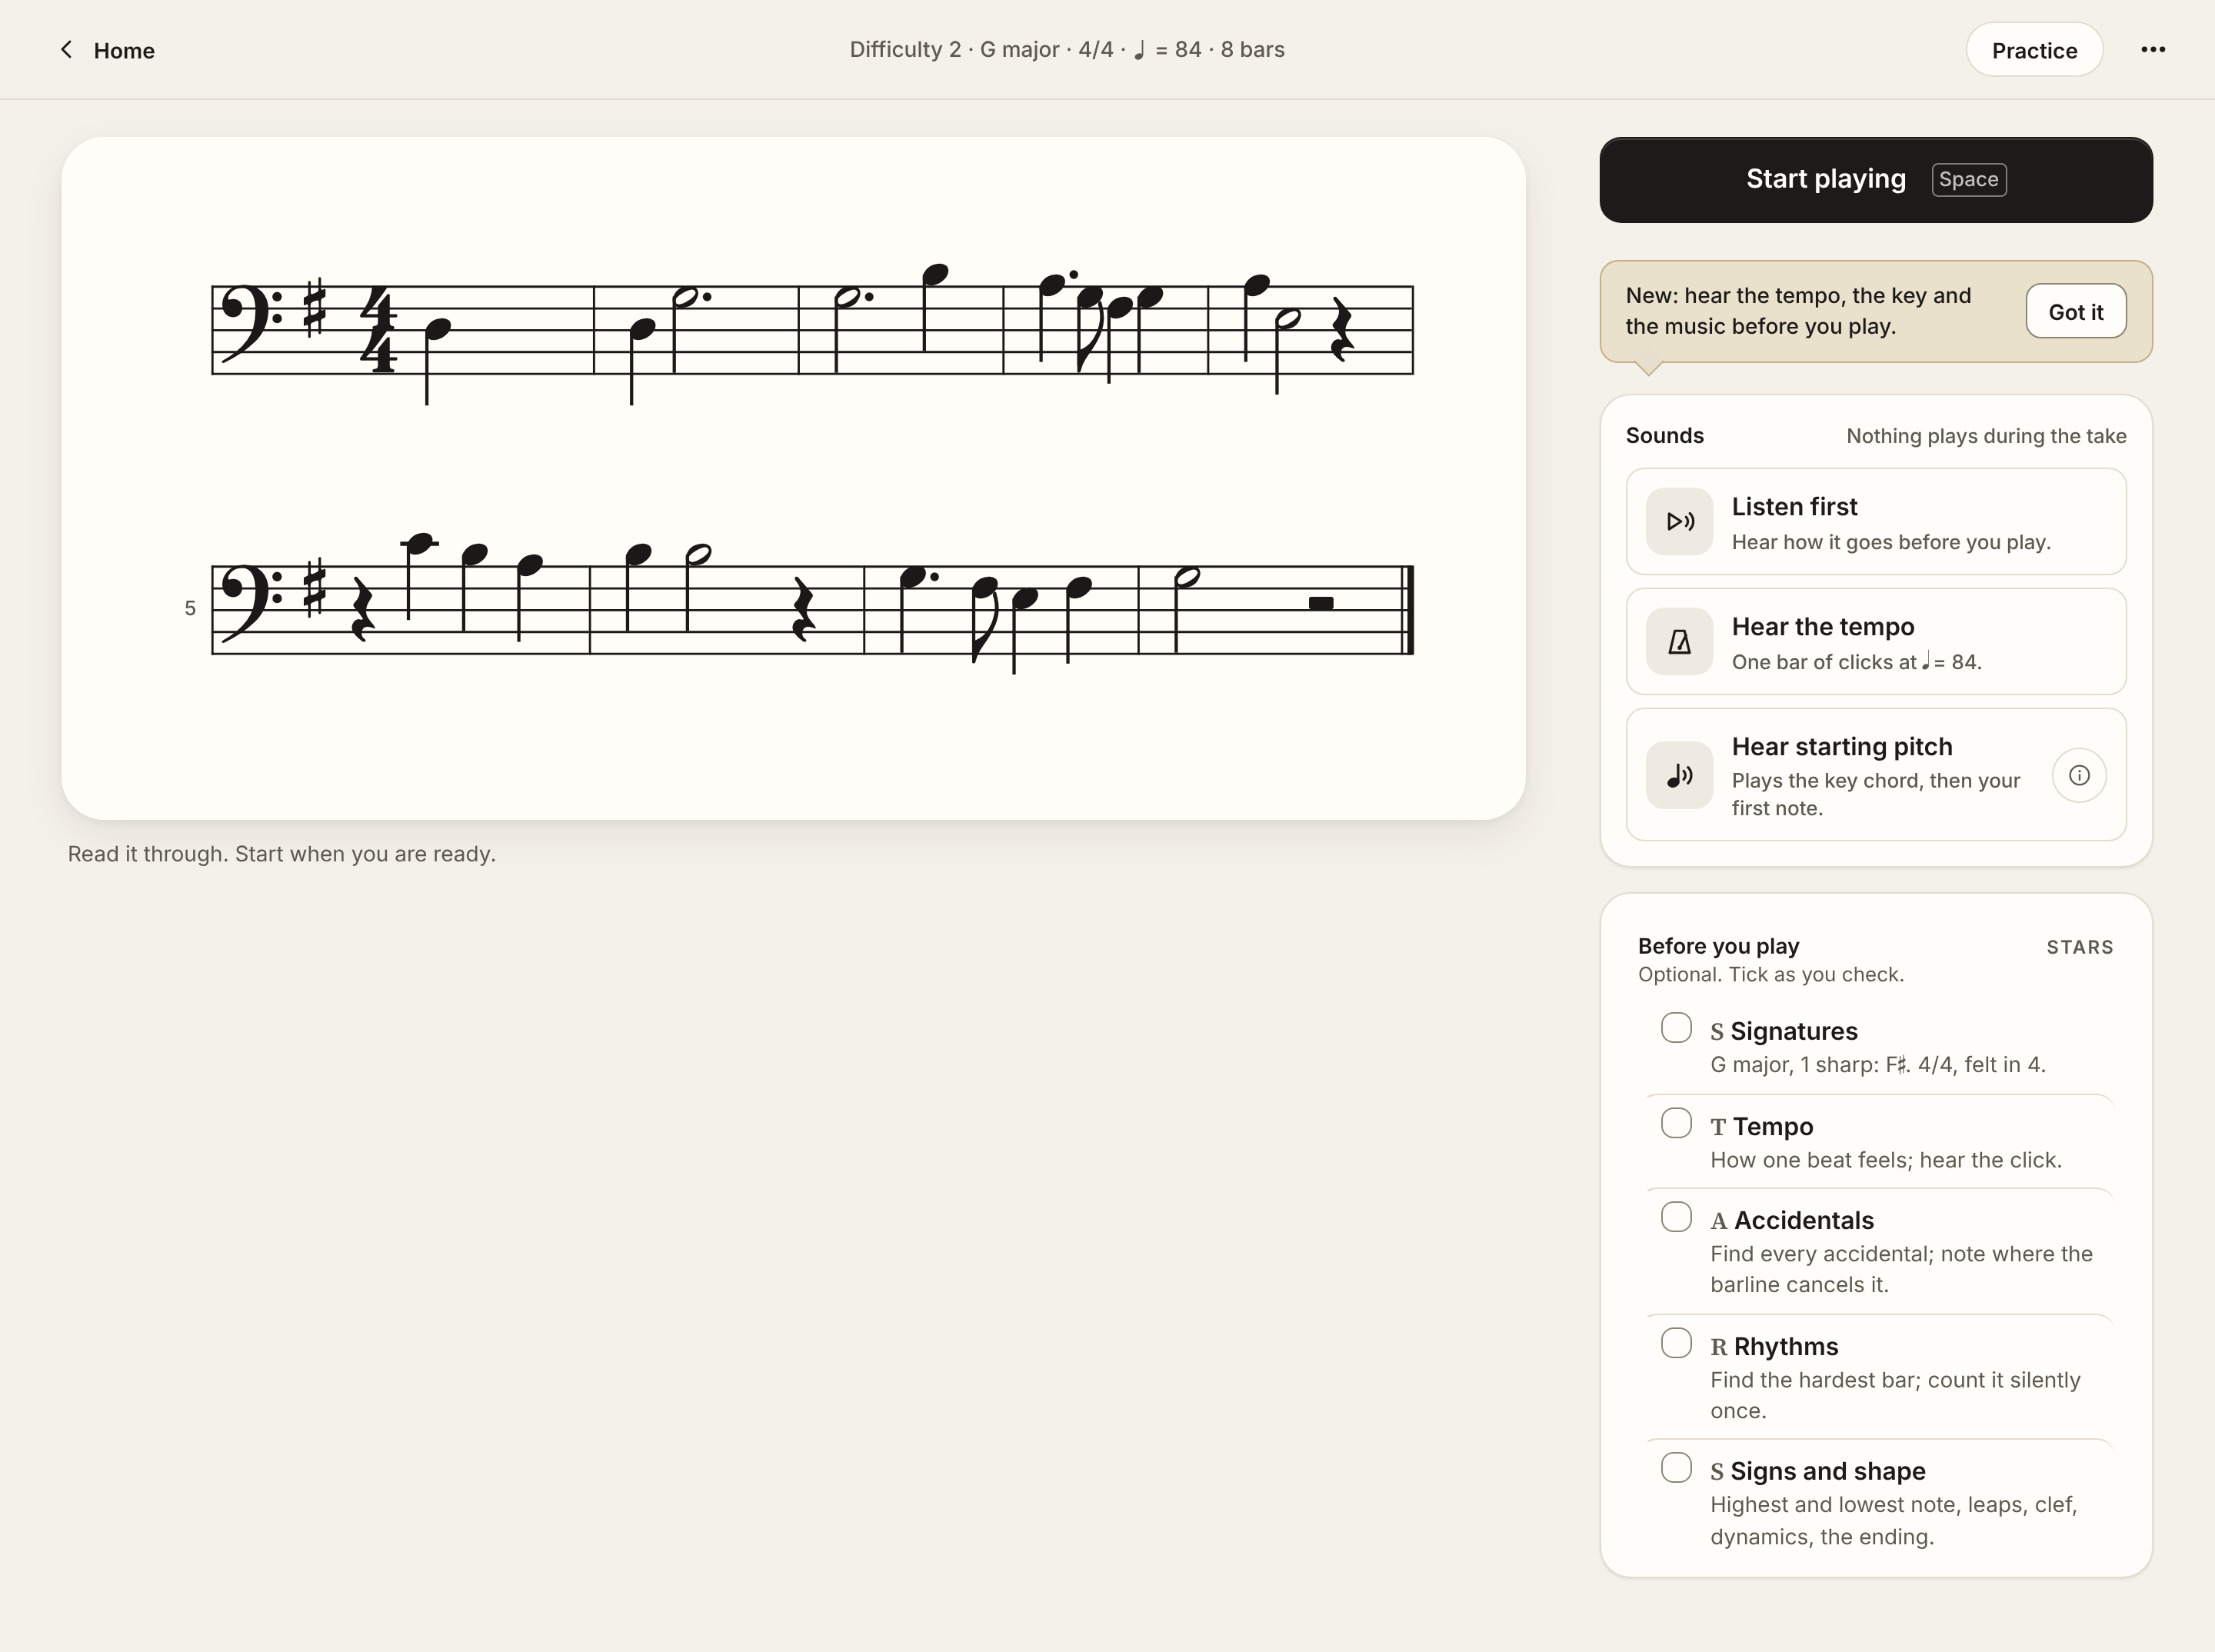 Home
Difficulty 2 · G major · 4/4 · ♩ = 84 · 8 bars
Practice
Start playing Space
New: hear the tempo, the key and
the music before you play.
Got it
Sounds
Nothing plays during the take
Listen first
Hear how it goes before you play.
Hear the tempo
One bar of clicks at ♩ = 84.
Hear starting pitch
Plays the key chord, then your
first note.
4
4
5
Read it through. Start when you are ready.
Before you play
STARS
Optional. Tick as you check.
S Signatures
G major, 1 sharp: F♯. 4/4, felt in 4.
T Tempo
How one beat feels; hear the click.
A Accidentals
Find every accidental; note where the
barline cancels it.
R Rhythms
Find the hardest bar; count it silently
once.
S Signs and shape
Highest and lowest note, leaps, clef,
dynamics, the ending.